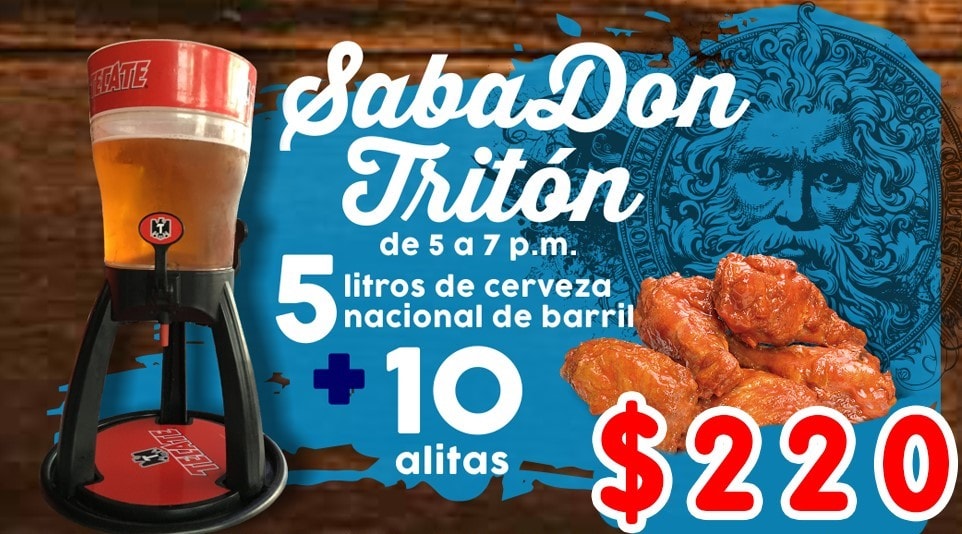 TECATE
SabaDon
Tritón
de 5 a 7 p.m.
5 litros de cerveza
nacional de barril
+ 10
alitas
$220
TECATE